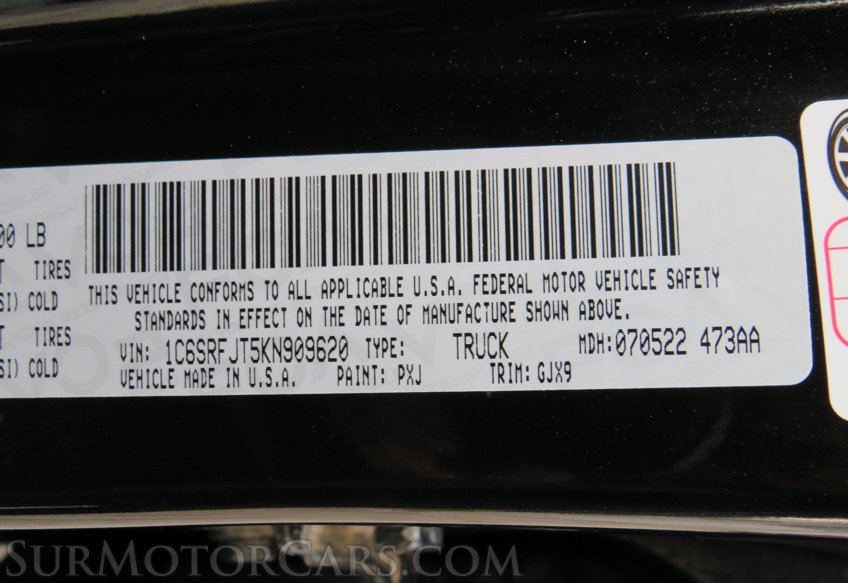 00 LB
T TIRES
SI) COLD
T TIRES
SI) COLD
THIS VEHICLE CONFORMS TO ALL APPLICABLE U.S.A. FEDERAL MOTOR VEHICLE SAFETY
STANDARDS IN EFFECT ON THE DATE OF MANUFACTURE SHOWN ABOVE.
VIN: 1C6SRFJT5KN909620 TYPE: TRUCK MDH: 070522 473AA
VEHICLE MADE IN U.S.A. PAINT: PXJ TRIM: GJX9
SURMOTORCARS.COM